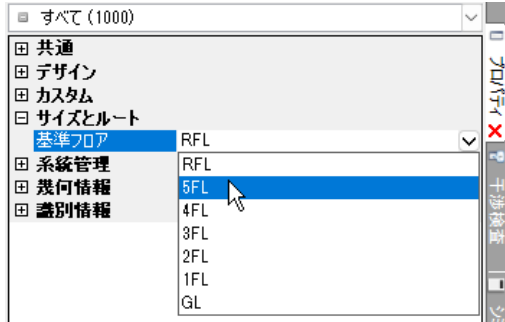 すべて (1000)
共通
デザイン
カスタム
サイズとルート
基準フロア RFL
系統管理
幾何情報
識別情報
RFL
5FL
4FL
3FL
2FL
1FL
GL
プロパティ
干渉検査